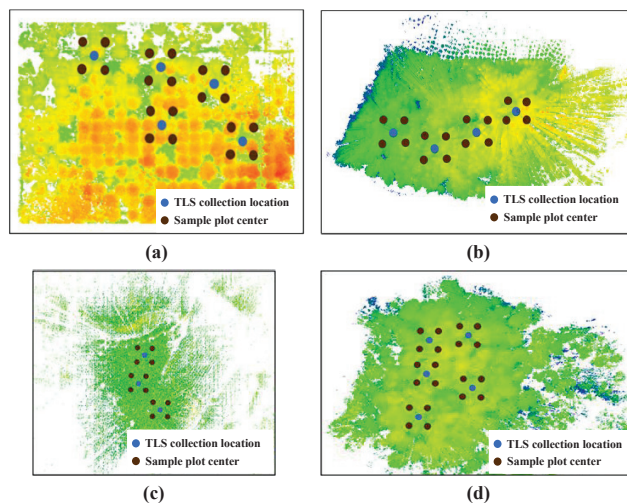 TLS collection location
Sample plot center
(a)
TLS collection location
Sample plot center
(b)
TLS collection location
Sample plot center
(c)
TLS collection location
Sample plot center
(d)